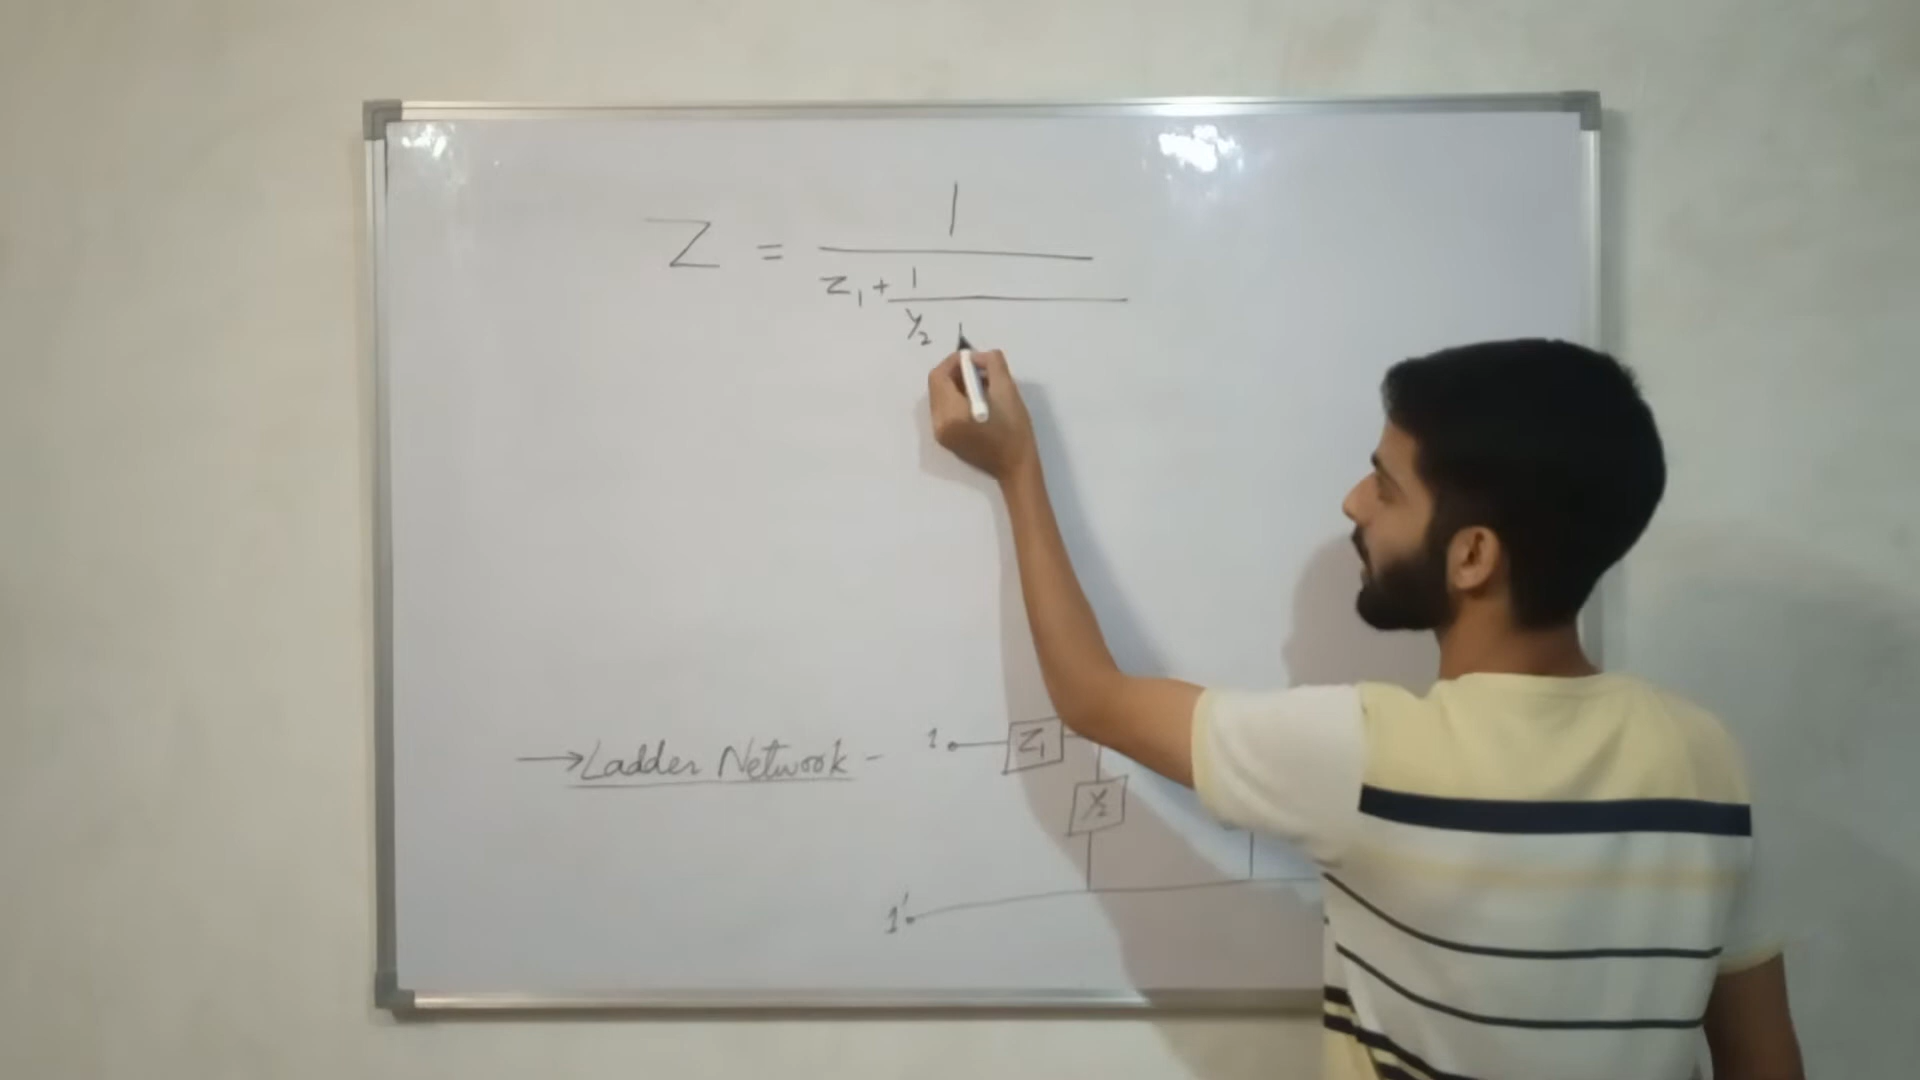 Z = 1
Z1 + 1
Y2
→ Ladder Network -
1 Z1
Y2
1'